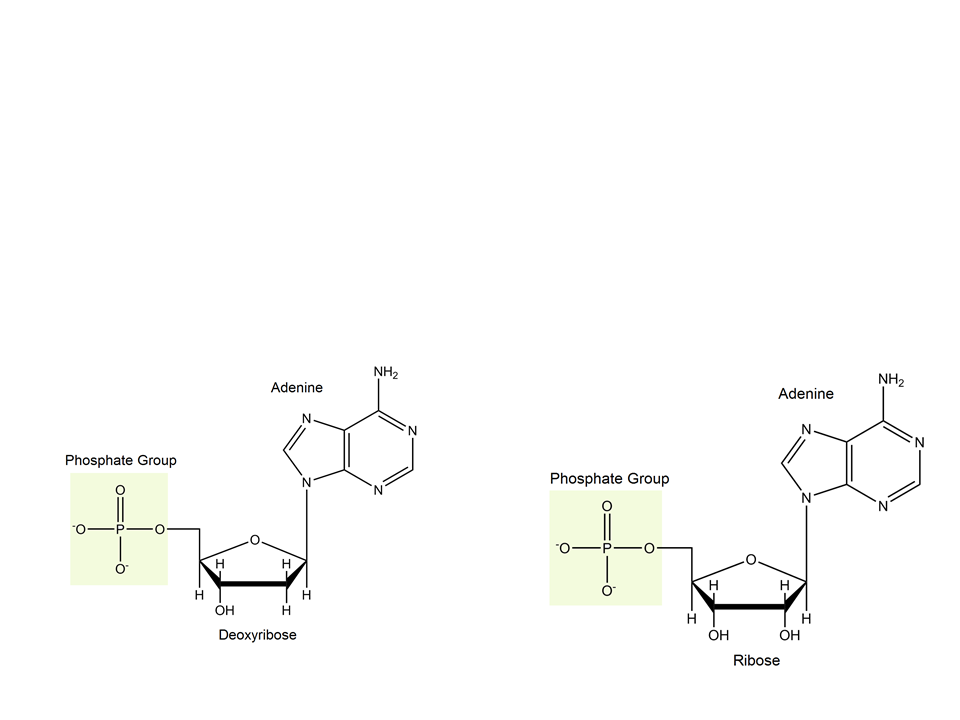 NH2
Adenine
N
N
N
N
Phosphate Group
O
-O
P
O
O-
O
H
H
H
H
OH
H
Deoxyribose
NH2
Adenine
N
N
N
N
Phosphate Group
O
-O
P
O
O-
O
H
H
H
H
OH
OH
Ribose